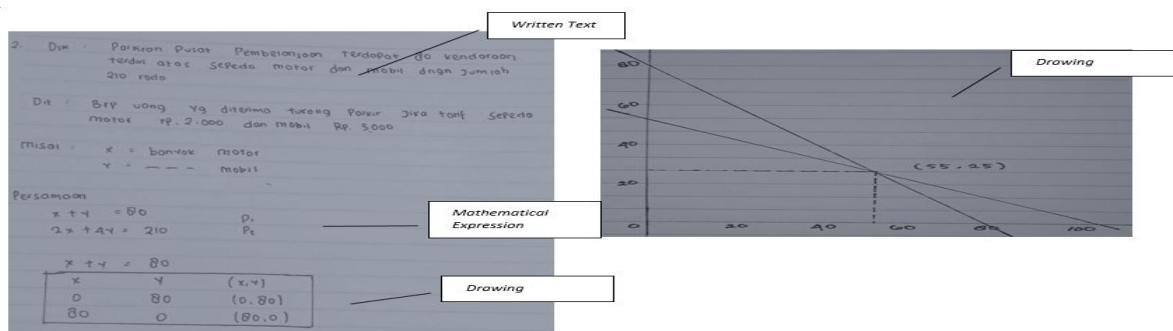 Written Text
2. Dik : Parkiran Pusat Pembelanjaan terdapat 80 kendaraan
terdiri atas sepeda motor dan mobil dngn jumlah
210 roda
Dit : Brp uang yg diterima tukang Parkir Jika tarif sepeda
motor rp. 2.000 dan mobil Rp. 5000
misal : x = banyak motor
Y = - - - mobil
Persamaan
x + y = 80 P₁
2x + 4y = 210 P₂
Mathematical
Expression
x + y = 80
x Y (x,y)
0 80 (0.80)
80 0 (80,0)
Drawing
Drawing
80
60
40
20
0 20 40 60 80 100
(55.25)